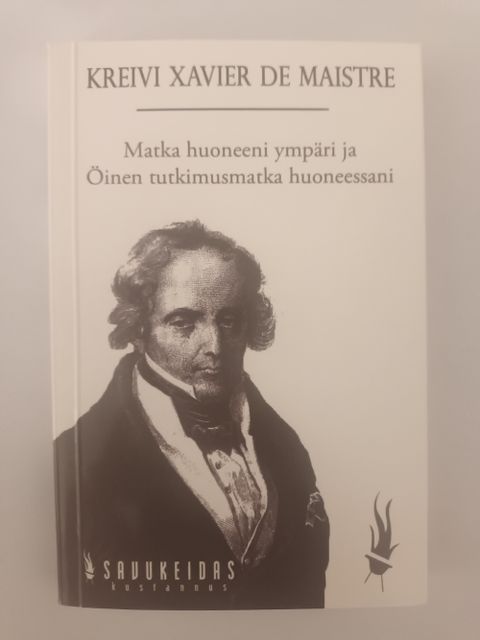 KREIVI XAVIER DE MAISTRE
Matka huoneeni ympäri ja
Öinen tutkimusmatka huoneessani
SAVUKEIDAS
kustannus